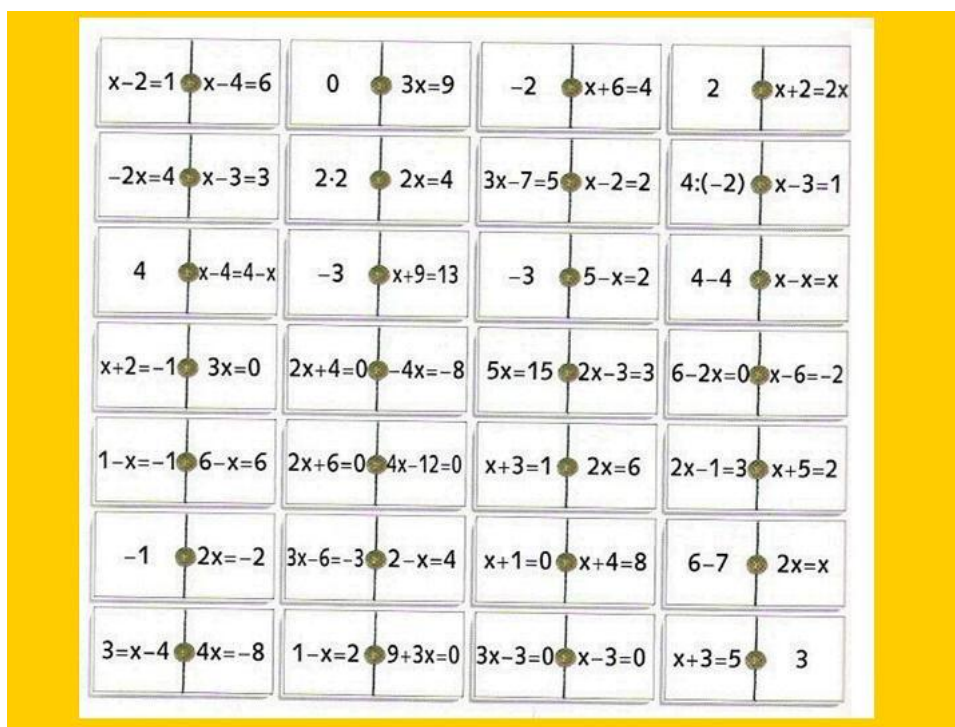 x−2=1 x−4=6 0 3x=9 −2 x+6=4 2 x+2=2x
−2x=4 x−3=3 2·2 2x=4 3x−7=5 x−2=2 4:(−2) x−3=1
4 x−4=4−x −3 x+9=13 −3 5−x=2 4−4 x−x=x
x+2=−1 3x=0 2x+4=0 −4x=−8 5x=15 2x−3=3 6−2x=0 x−6=−2
1−x=−1 6−x=6 2x+6=0 4x−12=0 x+3=1 2x=6 2x−1=3 x+5=2
−1 2x=−2 3x−6=−3 2−x=4 x+1=0 x+4=8 6−7 2x=x
3=x−4 4x=−8 1−x=2 9+3x=0 3x−3=0 x−3=0 x+3=5 3